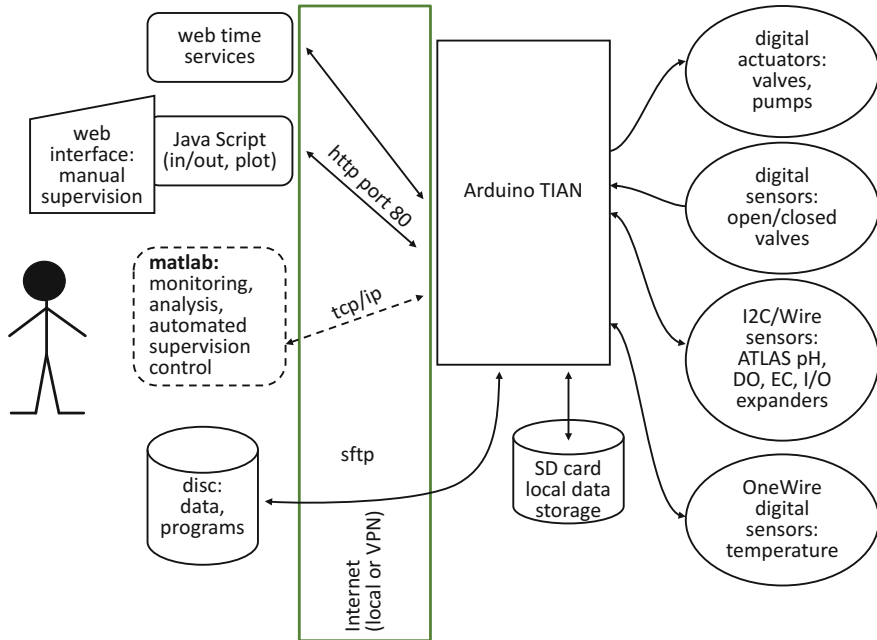 web time
services
web
interface:
manual
supervision
Java Script
(in/out, plot)
matlab:
monitoring,
analysis,
automated
supervision
control
disc:
data,
programs
http port 80
tcp/ip
sftp
Internet
(local or VPN)
Arduino TIAN
SD card
local data
storage
digital
actuators:
valves,
pumps
digital
sensors:
open/closed
valves
I2C/Wire
sensors:
ATLAS pH,
DO, EC, I/O
expanders
OneWire
digital
sensors:
temperature